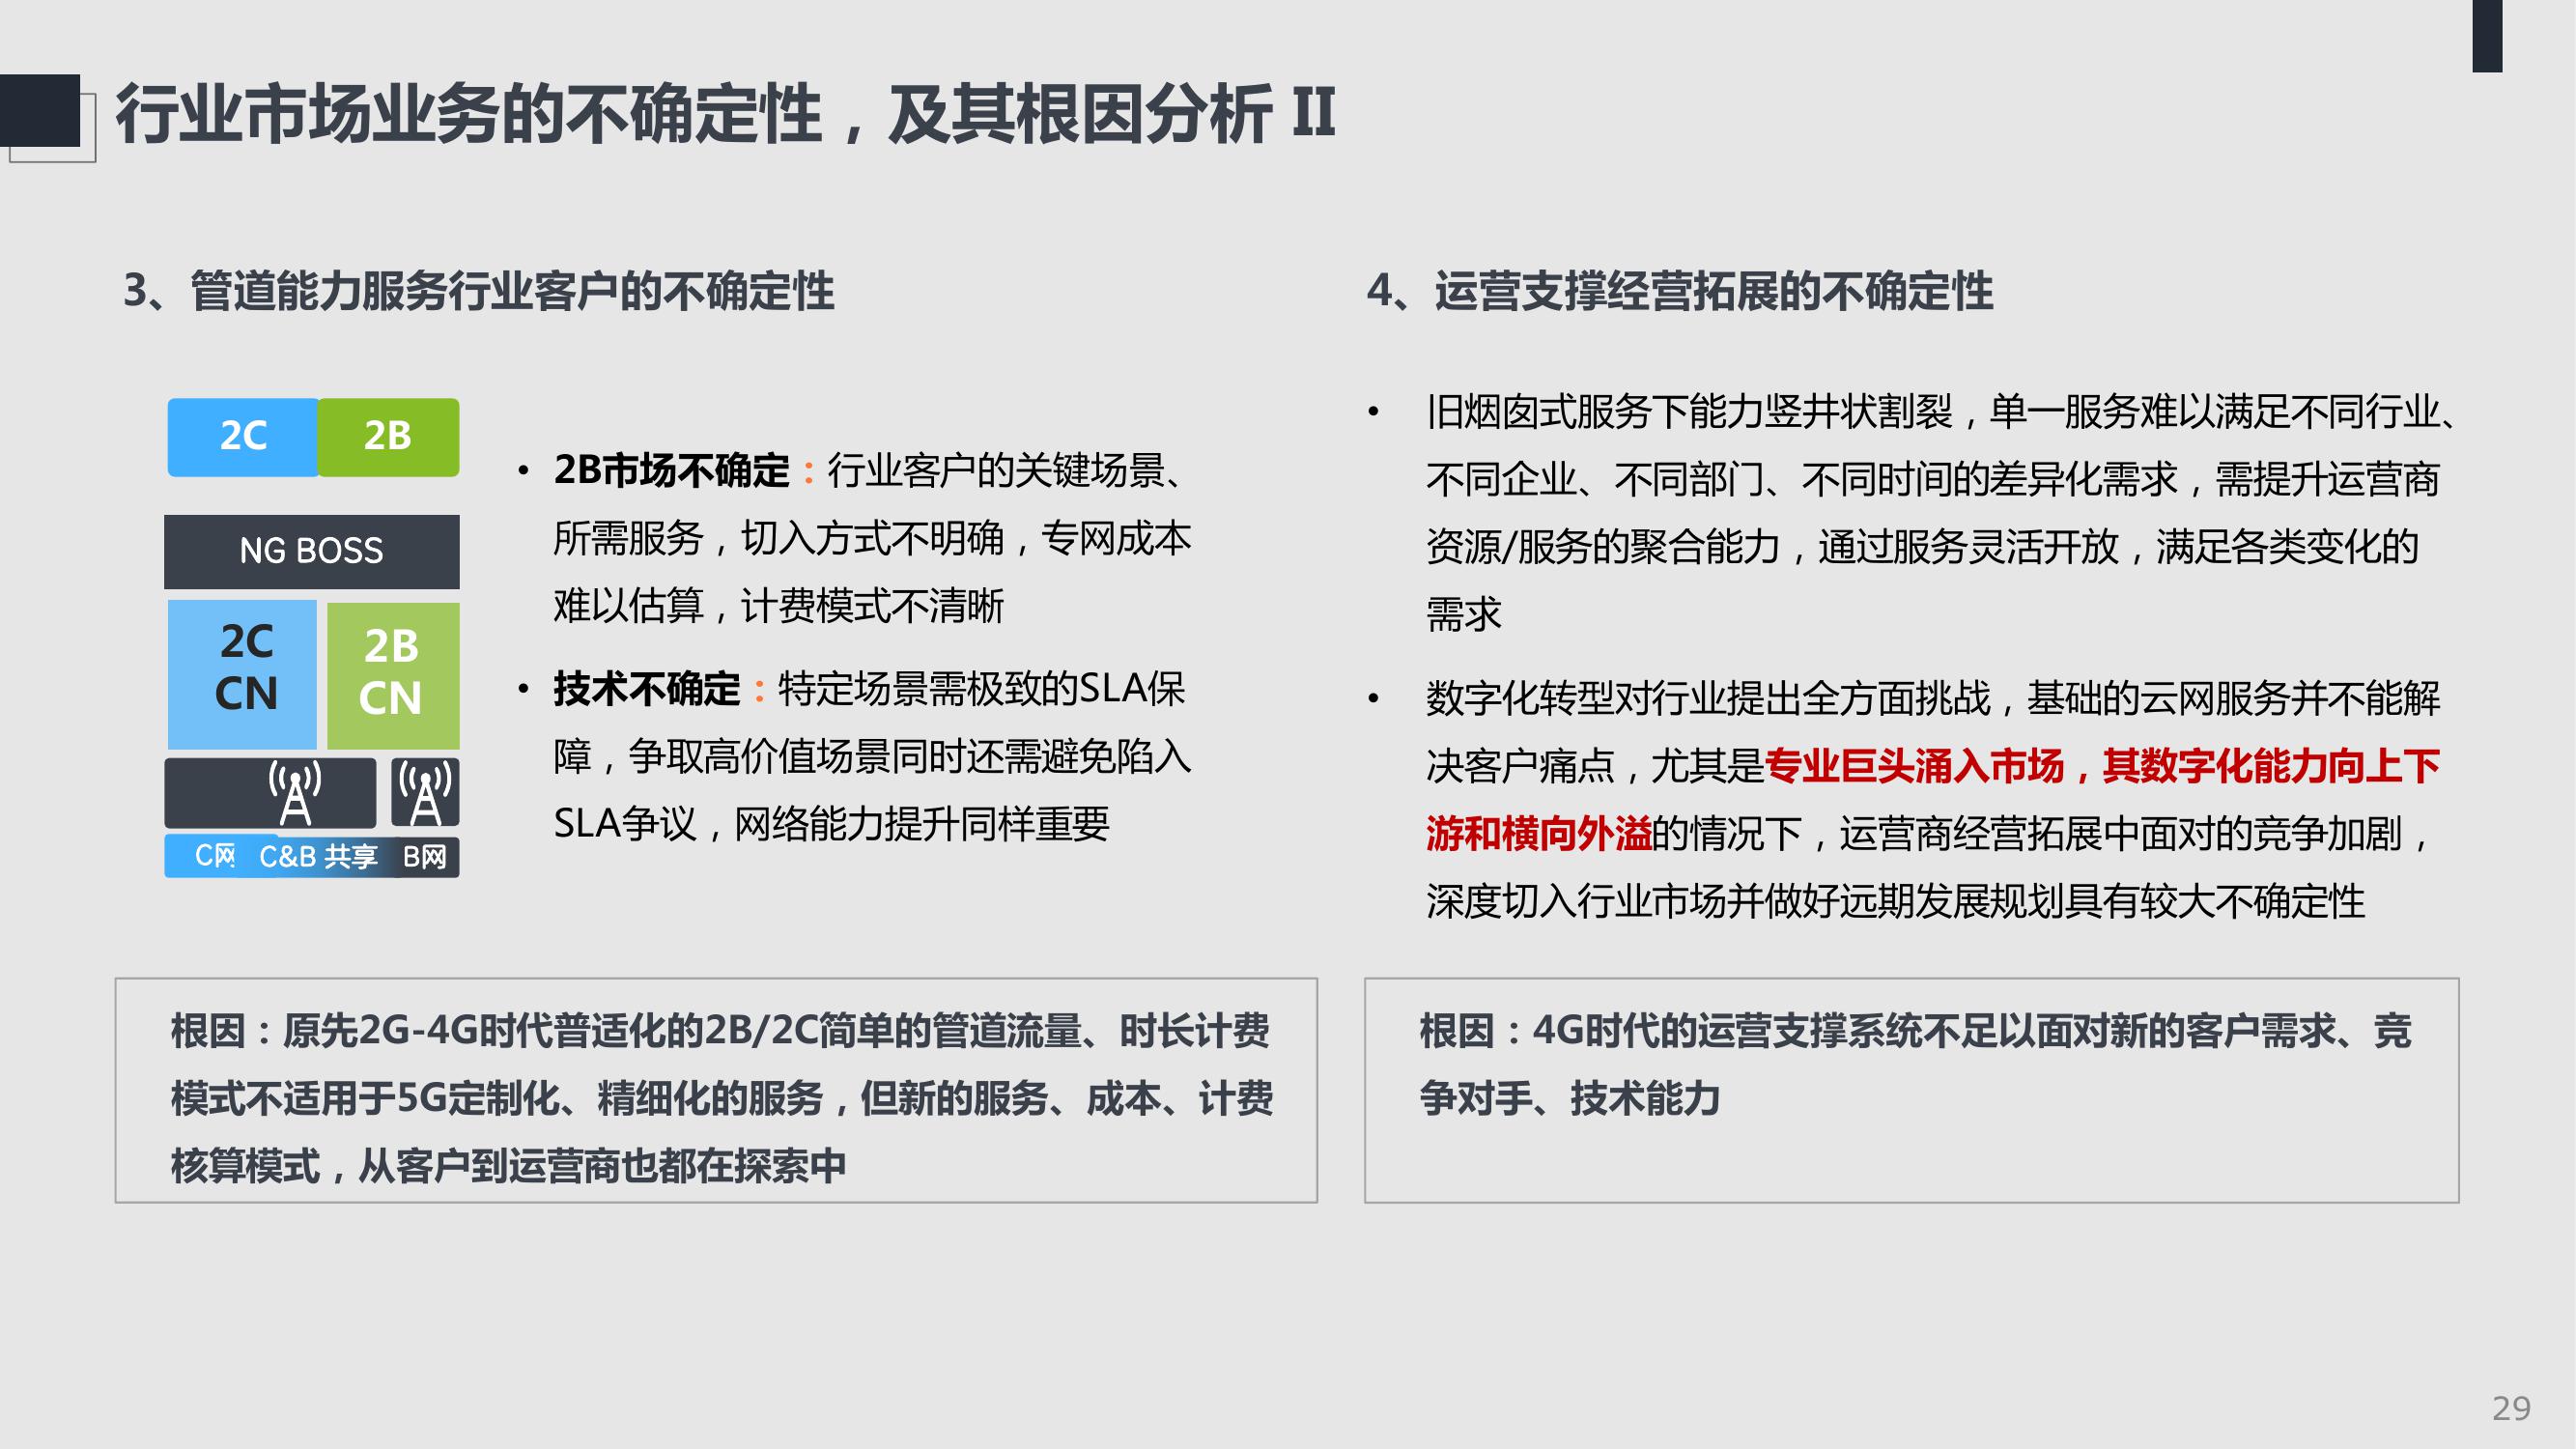 行业市场业务的不确定性，及其根因分析 II
3、管道能力服务行业客户的不确定性
2C
2B
NG BOSS
2C
CN
2B
CN
C网
C&B 共享
B网
• 2B市场不确定：行业客户的关键场景、
所需服务，切入方式不明确，专网成本
难以估算，计费模式不清晰
• 技术不确定：特定场景需极致的SLA保
障，争取高价值场景同时还需避免陷入
SLA争议，网络能力提升同样重要
根因：原先2G-4G时代普适化的2B/2C简单的管道流量、时长计费
模式不适用于5G定制化、精细化的服务，但新的服务、成本、计费
核算模式，从客户到运营商也都在探索中
4、运营支撑经营拓展的不确定性
• 旧烟囱式服务下能力竖井状割裂，单一服务难以满足不同行业、
不同企业、不同部门、不同时间的差异化需求，需提升运营商
资源/服务的聚合能力，通过服务灵活开放，满足各类变化的
需求
• 数字化转型对行业提出全方面挑战，基础的云网服务并不能解
决客户痛点，尤其是专业巨头涌入市场，其数字化能力向上下
游和横向外溢的情况下，运营商经营拓展中面对的竞争加剧，
深度切入行业市场并做好远期发展规划具有较大不确定性
根因：4G时代的运营支撑系统不足以面对新的客户需求、竞
争对手、技术能力
29